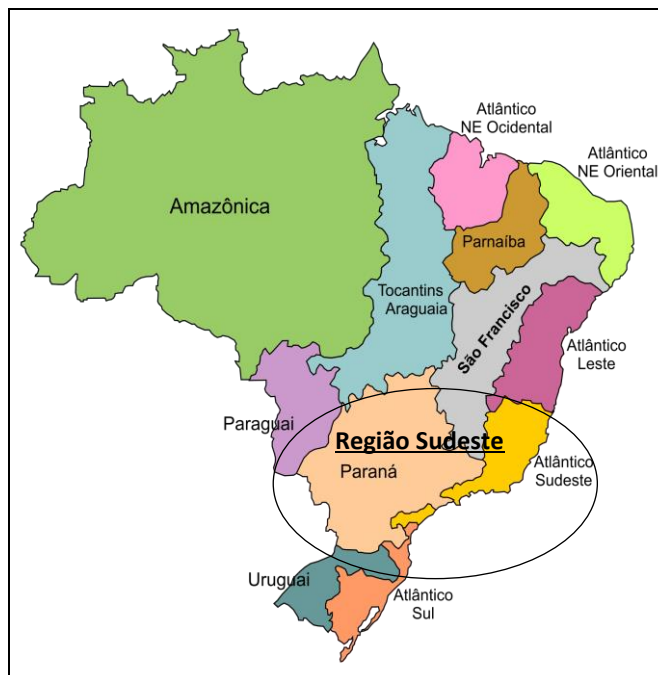 Atlântico
NE Ocidental
Atlântico
NE Oriental
Amazônica
Parnaíba
Tocantins
Araguaia
São Francisco
Atlântico
Leste
Paraguai
Região Sudeste
Paraná
Atlântico
Sudeste
Uruguai
Atlântico
Sul